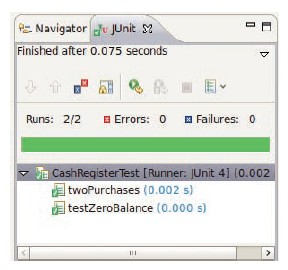 Navigator JUnit
Finished after 0.075 seconds
Runs: 2/2 Errors: 0 Failures: 0
CashRegisterTest [Runner: JUnit 4] (0.002
twoPurchases (0.002 s)
testZeroBalance (0.000 s)